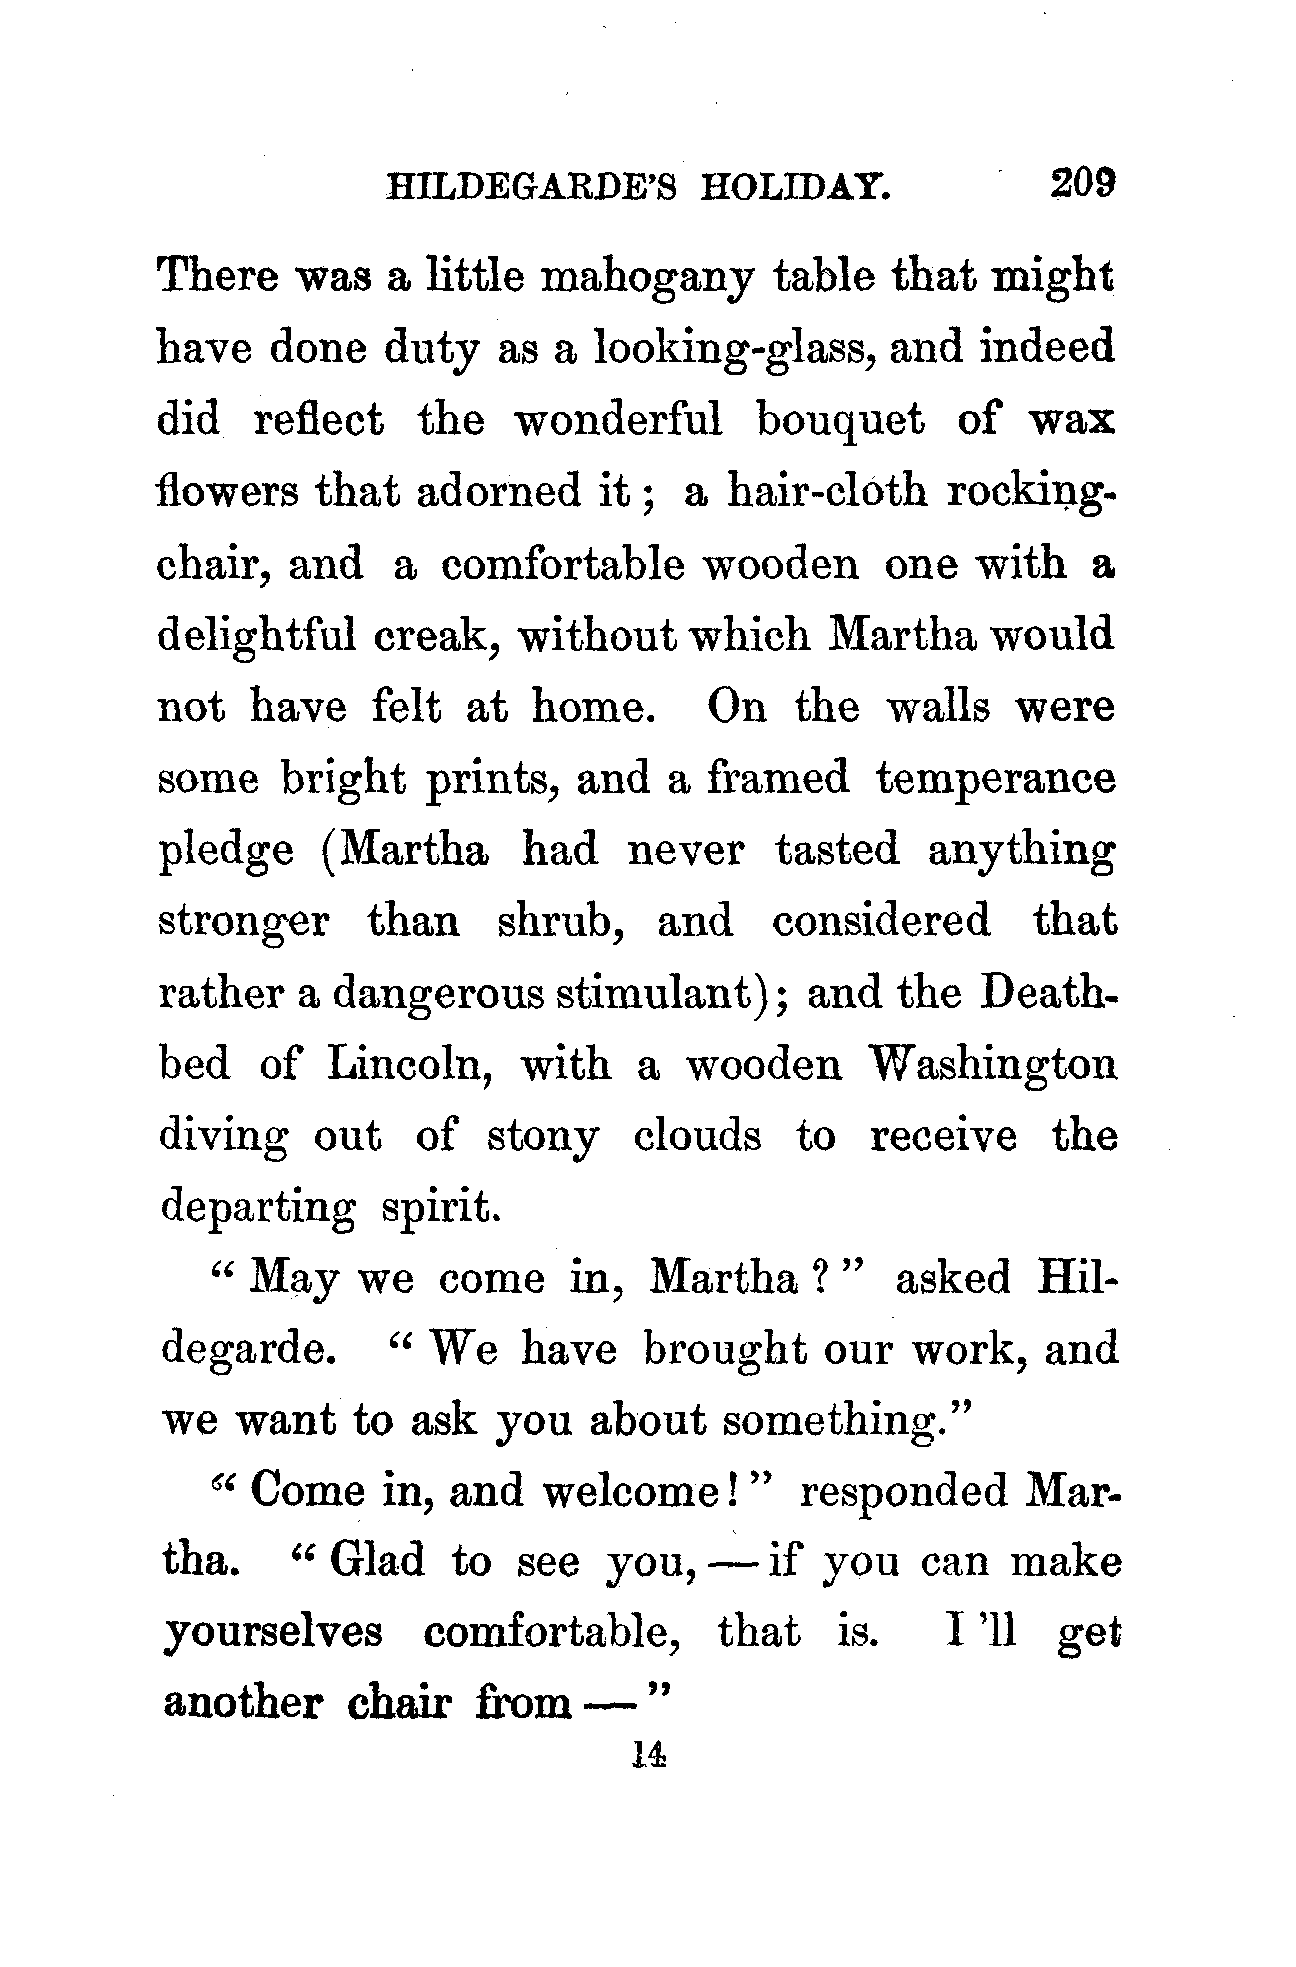 HILDEGARDE'S HOLIDAY. 209
There was a little mahogany table that might
have done duty as a looking-glass, and indeed
did reflect the wonderful bouquet of wax
flowers that adorned it; a hair-cloth rocking-
chair, and a comfortable wooden one with a
delightful creak, without which Martha would
not have felt at home. On the walls were
some bright prints, and a framed temperance
pledge (Martha had never tasted anything
stronger than shrub, and considered that
rather a dangerous stimulant); and the Death-
bed of Lincoln, with a wooden Washington
diving out of stony clouds to receive the
departing spirit.
"May we come in, Martha?" asked Hil-
degarde. "We have brought our work, and
we want to ask you about something."
"Come in, and welcome!" responded Mar-
tha. "Glad to see you, — if you can make
yourselves comfortable, that is. I 'll get
another chair from — "
14